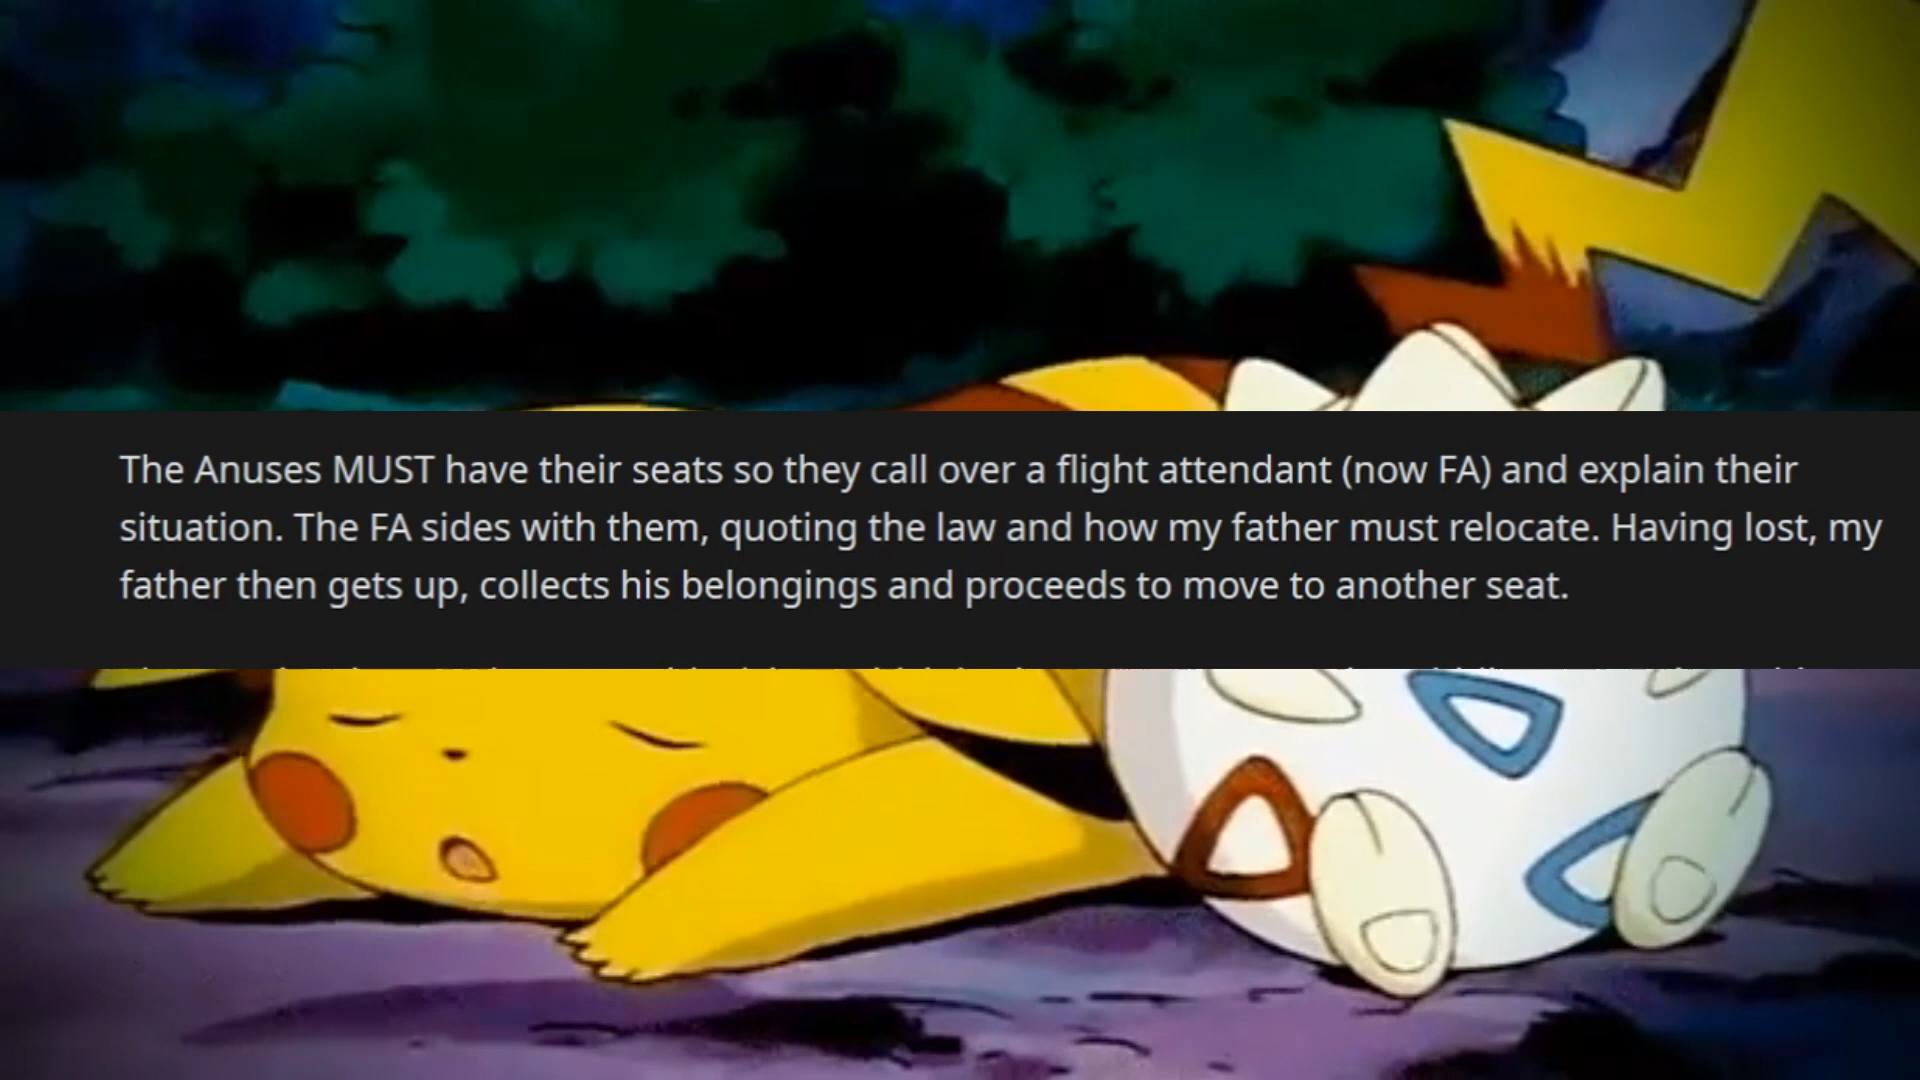 The Anuses MUST have their seats so they call over a flight attendant (now FA) and explain their
situation. The FA sides with them, quoting the law and how my father must relocate. Having lost, my
father then gets up, collects his belongings and proceeds to move to another seat.